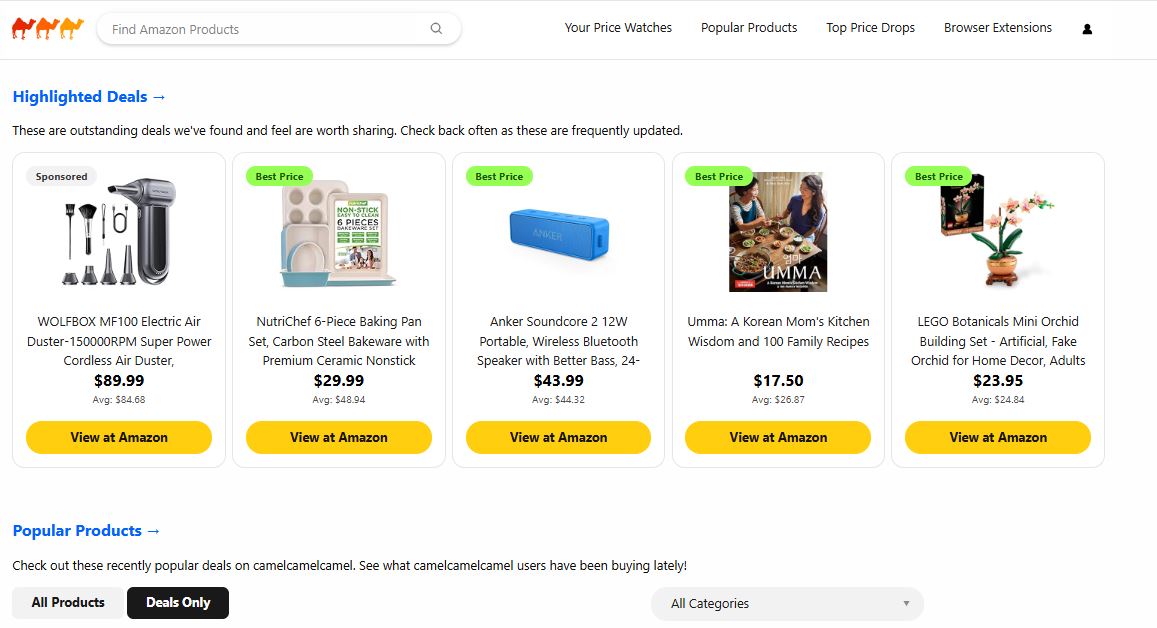 Find Amazon Products
Your Price Watches
Popular Products
Top Price Drops
Browser Extensions
Highlighted Deals →
These are outstanding deals we've found and feel are worth sharing. Check back often as these are frequently updated.
Sponsored
WOLFBOX MF100 Electric Air
Duster-150000RPM Super Power
Cordless Air Duster,
$89.99
Avg: $84.68
View at Amazon
Best Price
NON-STICK
EASY TO CLEAN
6 PIECES
BAKEWARE SET
NutriChef 6-Piece Baking Pan
Set, Carbon Steel Bakeware with
Premium Ceramic Nonstick
$29.99
Avg: $48.94
View at Amazon
Best Price
ANKER
Anker Soundcore 2 12W
Portable, Wireless Bluetooth
Speaker with Better Bass, 24-
$43.99
Avg: $44.32
View at Amazon
Best Price
엄마
UMMA
Umma: A Korean Mom's Kitchen
Wisdom and 100 Family Recipes
$17.50
Avg: $26.87
View at Amazon
Best Price
LEGO Botanicals Mini Orchid
Building Set - Artificial, Fake
Orchid for Home Decor, Adults
$23.95
Avg: $24.84
View at Amazon
Popular Products →
Check out these recently popular deals on camelcamelcamel. See what camelcamelcamel users have been buying lately!
All Products
Deals Only
All Categories